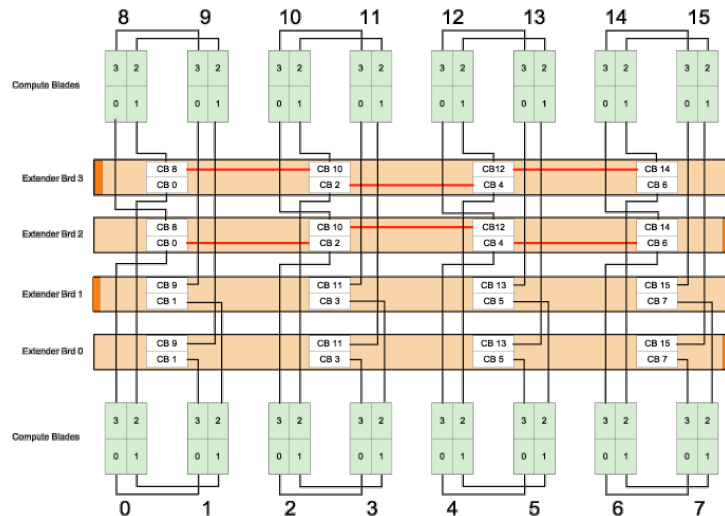 8 9 10 11 12 13 14 15
3 2 3 2 3 2 3 2 3 2 3 2 3 2 3 2
Compute Blades
0 1 0 1 0 1 0 1 0 1 0 1 0 1 0 1
CB 8 CB 10 CB12 CB 14
Extender Brd 3
CB 0 CB 2 CB 4 CB 6
CB 8 CB 10 CB12 CB 14
Extender Brd 2
CB 0 CB 2 CB 4 CB 6
CB 9 CB 11 CB 13 CB 15
Extender Brd 1
CB 1 CB 3 CB 5 CB 7
CB 9 CB 11 CB 13 CB 15
Extender Brd 0
CB 1 CB 3 CB 5 CB 7
3 2 3 2 3 2 3 2 3 2 3 2 3 2 3 2
Compute Blades
0 1 0 1 0 1 0 1 0 1 0 1 0 1 0 1
0 1 2 3 4 5 6 7